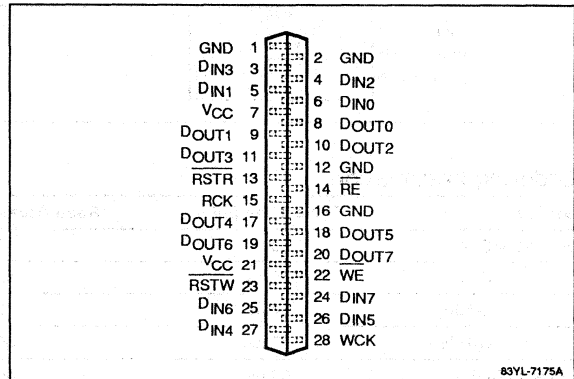 GND 1
2 GND
DIN3 3
4 DIN2
DIN1 5
6 DIN0
VCC 7
8 DOUT0
DOUT1 9
10 DOUT2
DOUT3 11
12 GND
RSTR 13
14 RE
RCK 15
16 GND
DOUT4 17
18 DOUT5
DOUT6 19
20 DOUT7
VCC 21
22 WE
RSTW 23
24 DIN7
DIN6 25
26 DIN5
DIN4 27
28 WCK
83YL-7175A